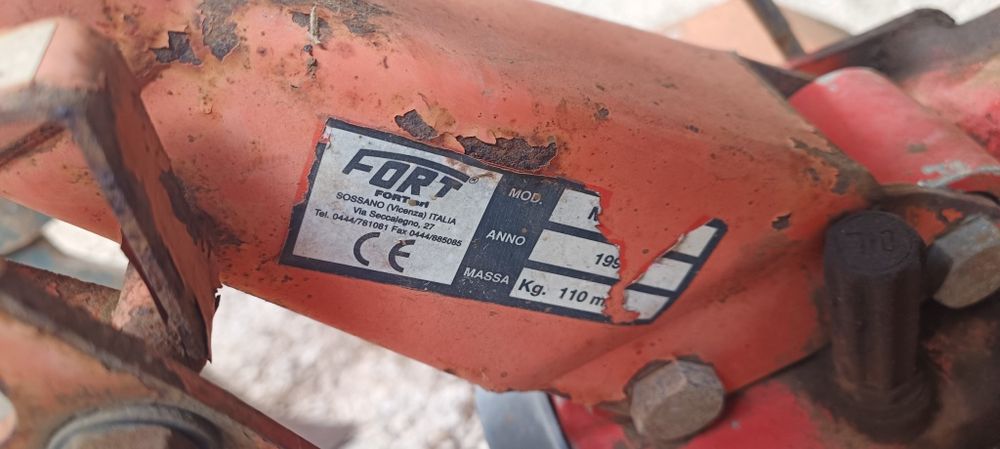 FORT®
FORT srl
SOSSANO (Vicenza) ITALIA
Via Seccalegno, 27
Tel. 0444/781081 Fax 0444/885085
CE
MOD.
ANNO 199
MASSA Kg. 110